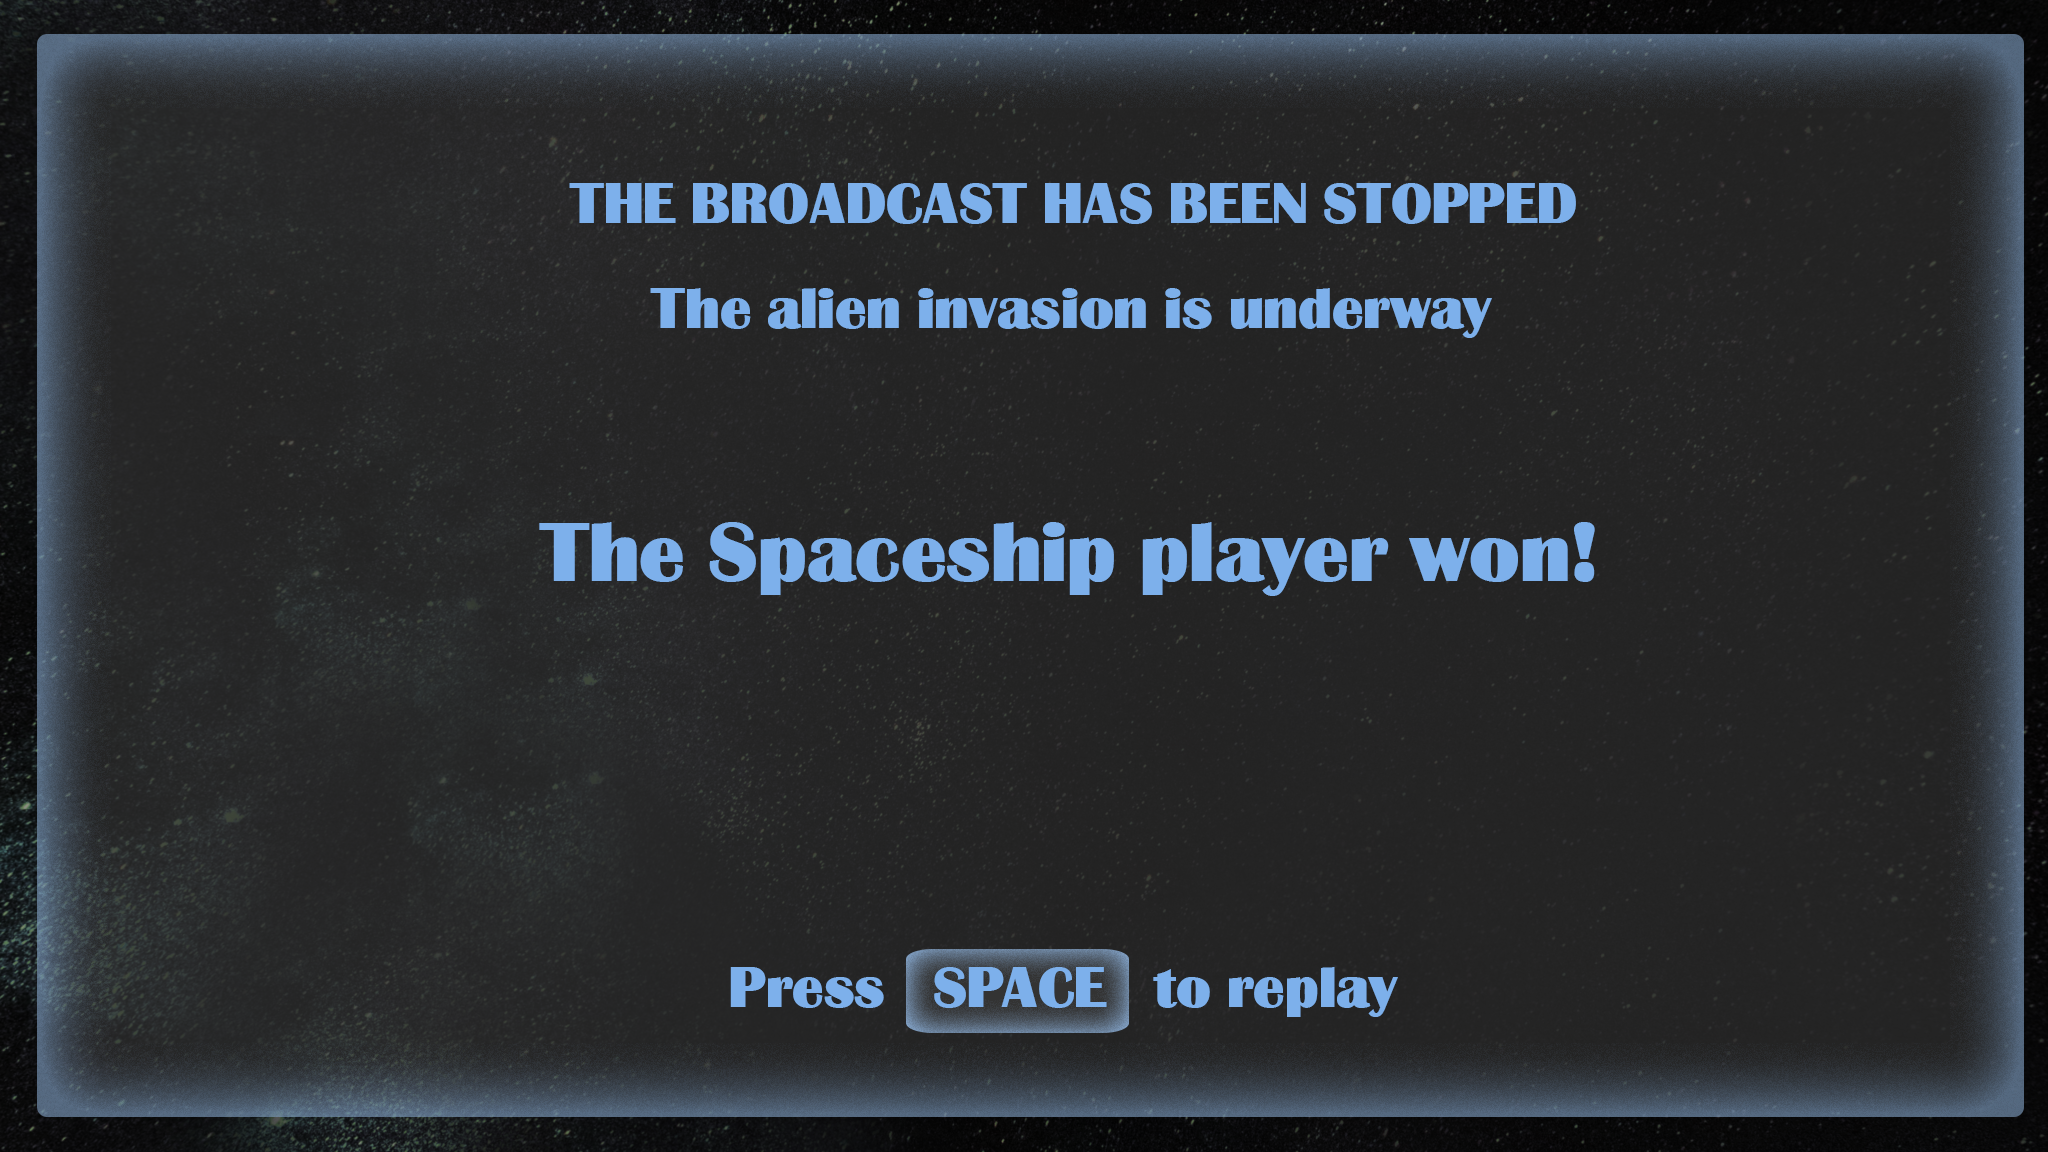 THE BROADCAST HAS BEEN STOPPED
The alien invasion is underway
The Spaceship player won!
Press SPACE to replay